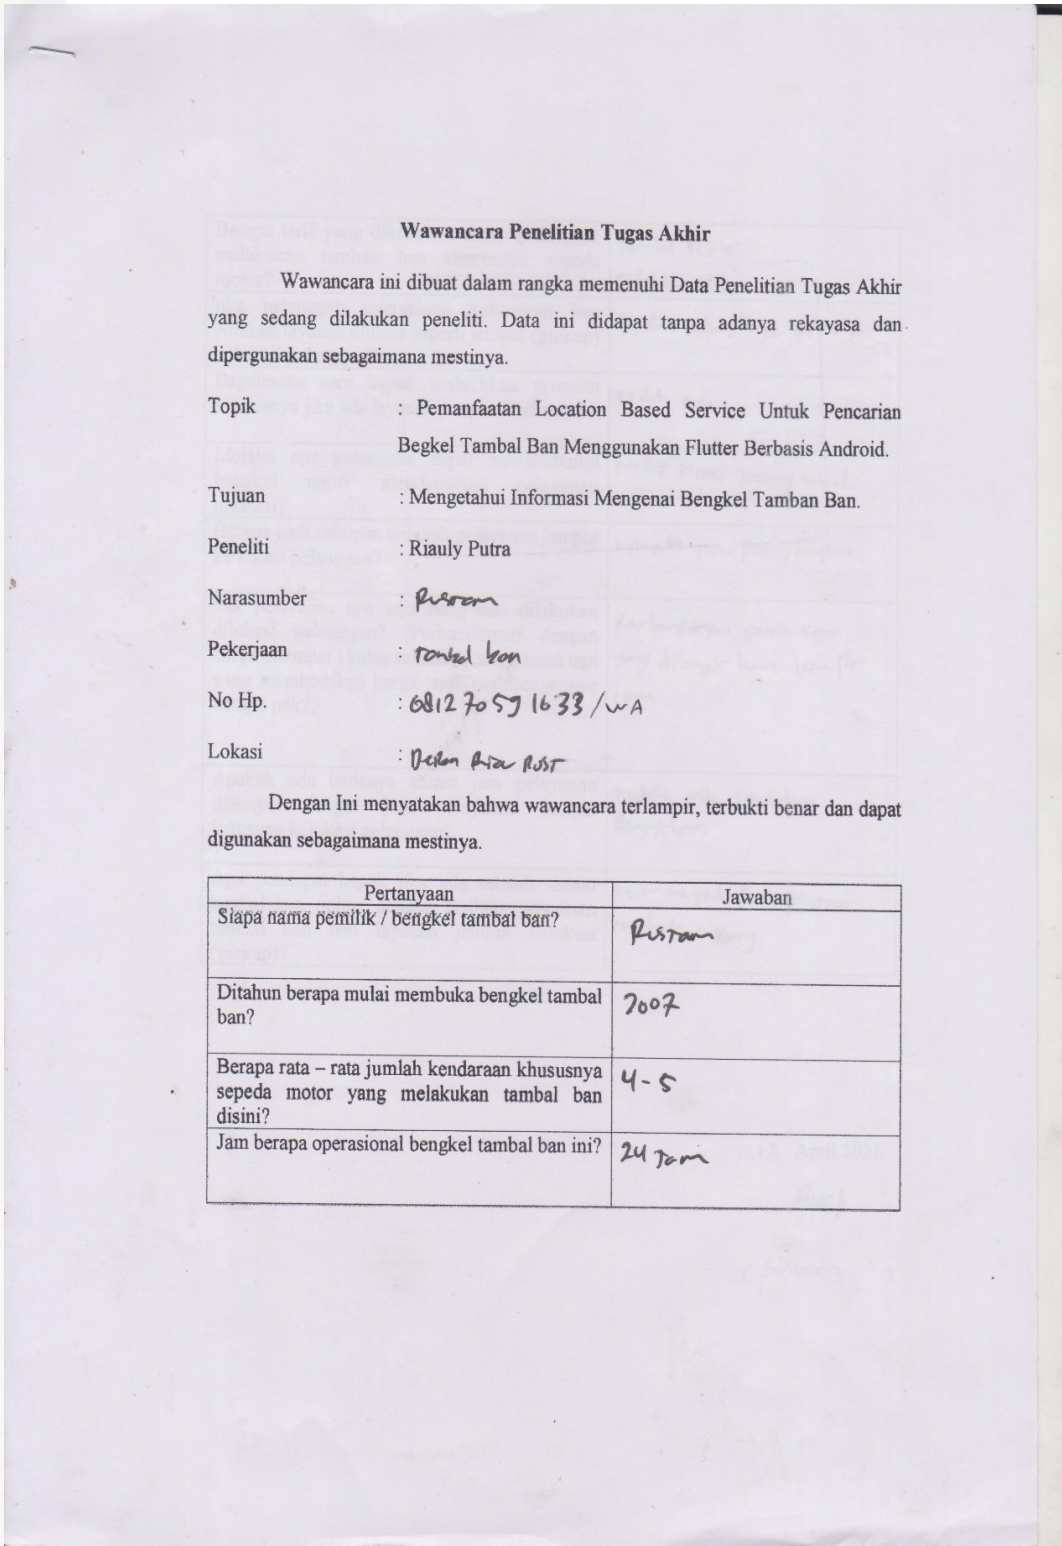 Wawancara Penelitian Tugas Akhir
Wawancara ini dibuat dalam rangka memenuhi Data Penelitian Tugas Akhir
yang sedang dilakukan peneliti. Data ini didapat tanpa adanya rekayasa dan
dipergunakan sebagaimana mestinya.
Topik : Pemanfaatan Location Based Service Untuk Pencarian
Begkel Tambal Ban Menggunakan Flutter Berbasis Android.
Tujuan : Mengetahui Informasi Mengenai Bengkel Tamban Ban.
Peneliti : Riauly Putra
Narasumber : Rustam
Pekerjaan : Tambal ban
No Hp. : 081270591633/WA
Lokasi : Depan Riau Post
Dengan Ini menyatakan bahwa wawancara terlampir, terbukti benar dan dapat
digunakan sebagaimana mestinya.
Pertanyaan Jawaban
Siapa nama pemilik / bengkel tambal ban? Rustam
Ditahun berapa mulai membuka bengkel tambal 2007
ban?
Berapa rata – rata jumlah kendaraan khususnya 4-5
sepeda motor yang melakukan tambal ban
disini?
Jam berapa operasional bengkel tambal ban ini? 24 Jam